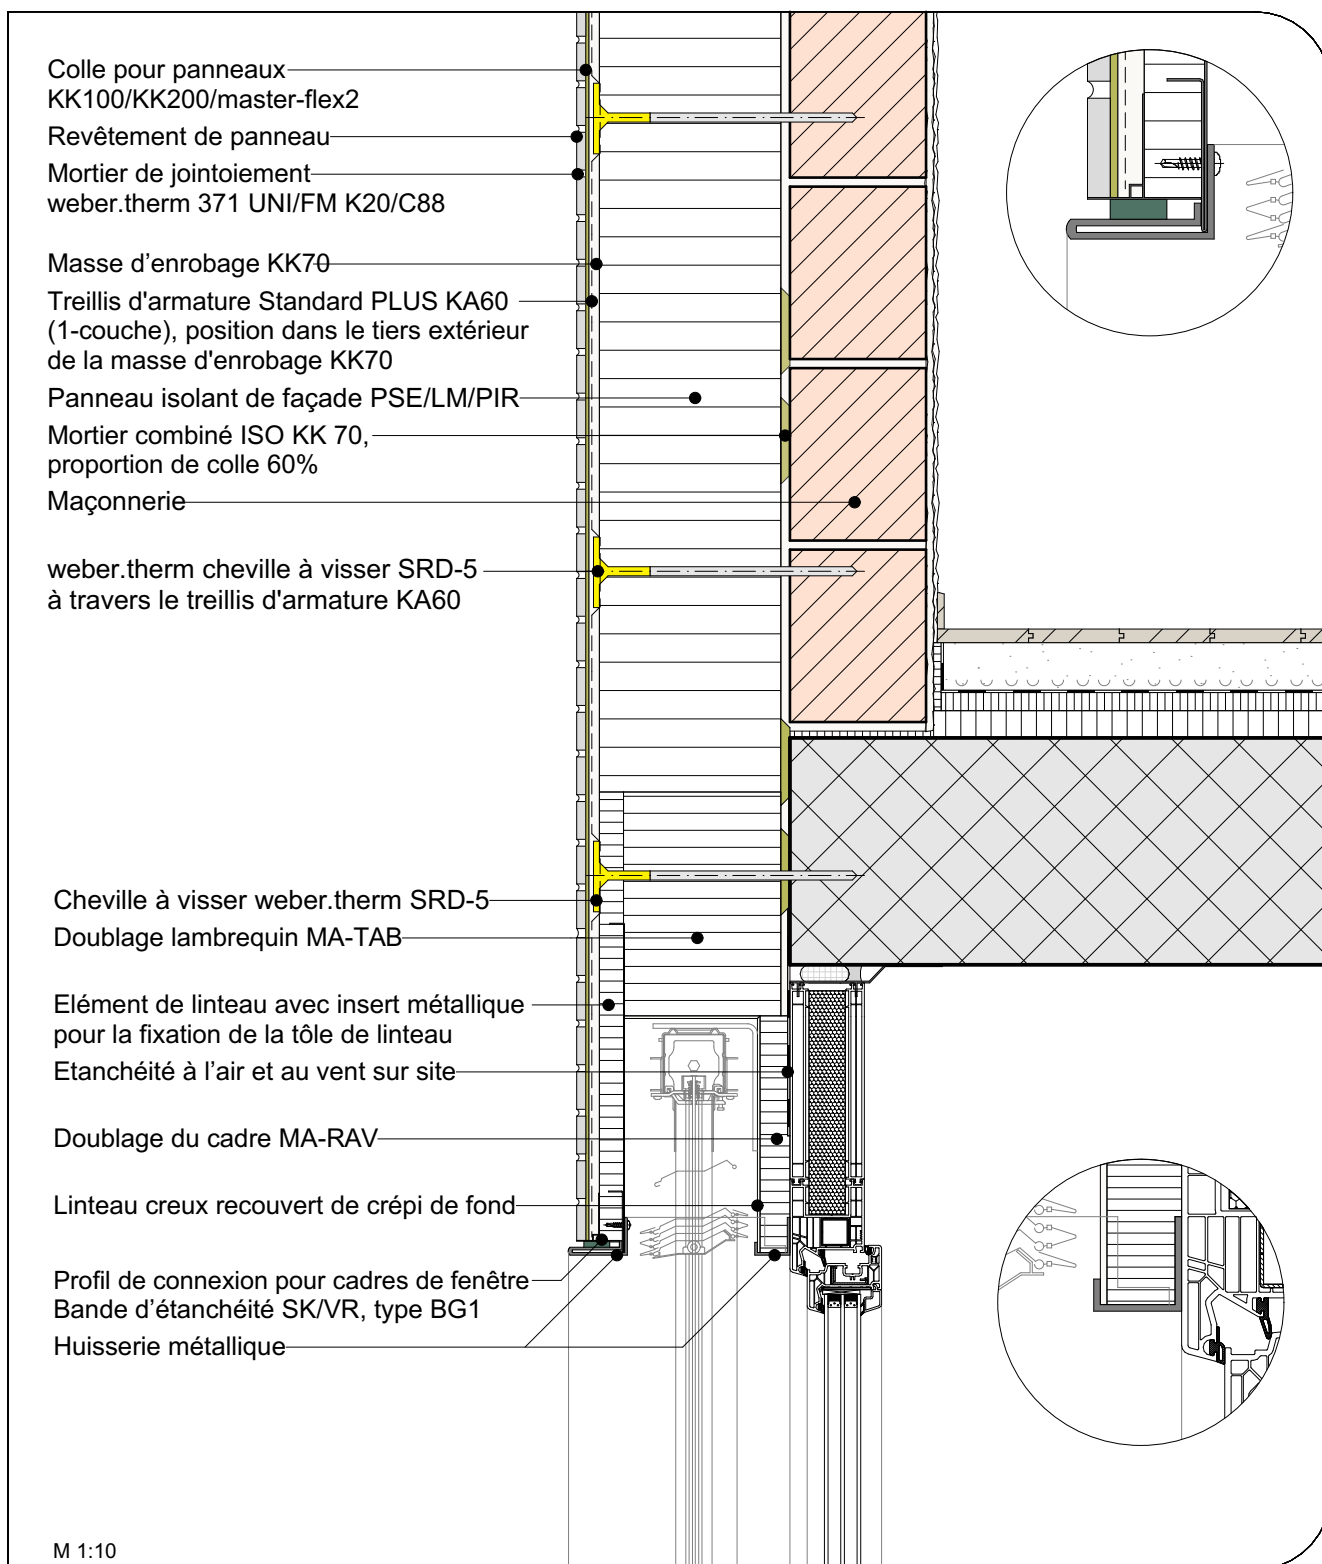 Colle pour panneaux
KK100/KK200/master-flex2
Revêtement de panneau
Mortier de jointoiement
weber.therm 371 UNI/FM K20/C88
Masse d’enrobage KK70
Treillis d'armature Standard PLUS KA60
(1-couche), position dans le tiers extérieur
de la masse d'enrobage KK70
Panneau isolant de façade PSE/LM/PIR
Mortier combiné ISO KK 70,
proportion de colle 60%
Maçonnerie
weber.therm cheville à visser SRD-5
à travers le treillis d'armature KA60
Cheville à visser weber.therm SRD-5
Doublage lambrequin MA-TAB
Elément de linteau avec insert métallique
pour la fixation de la tôle de linteau
Etanchéité à l’air et au vent sur site
Doublage du cadre MA-RAV
Linteau creux recouvert de crépi de fond
Profil de connexion pour cadres de fenêtre
Bande d’étanchéité SK/VR, type BG1
Huisserie métallique
M 1:10